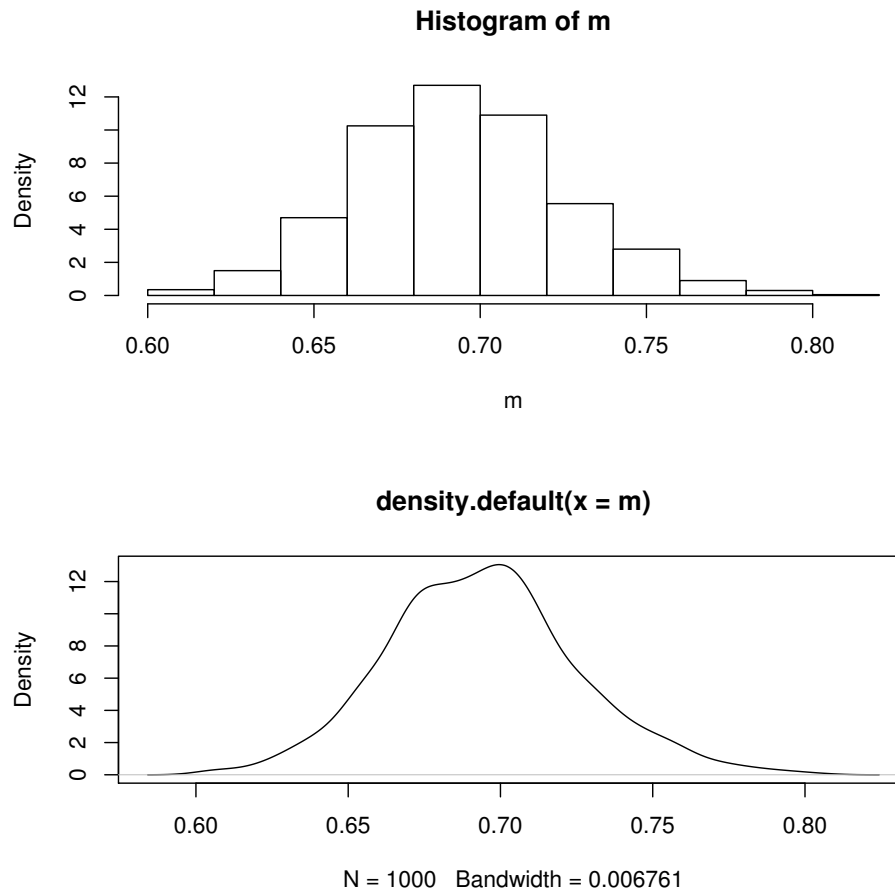 Histogram of m
Density
0 2 4 6 8 12
0.60 0.65 0.70 0.75 0.80
m
density.default(x = m)
Density
0 2 4 6 8 12
0.60 0.65 0.70 0.75 0.80
N = 1000 Bandwidth = 0.006761